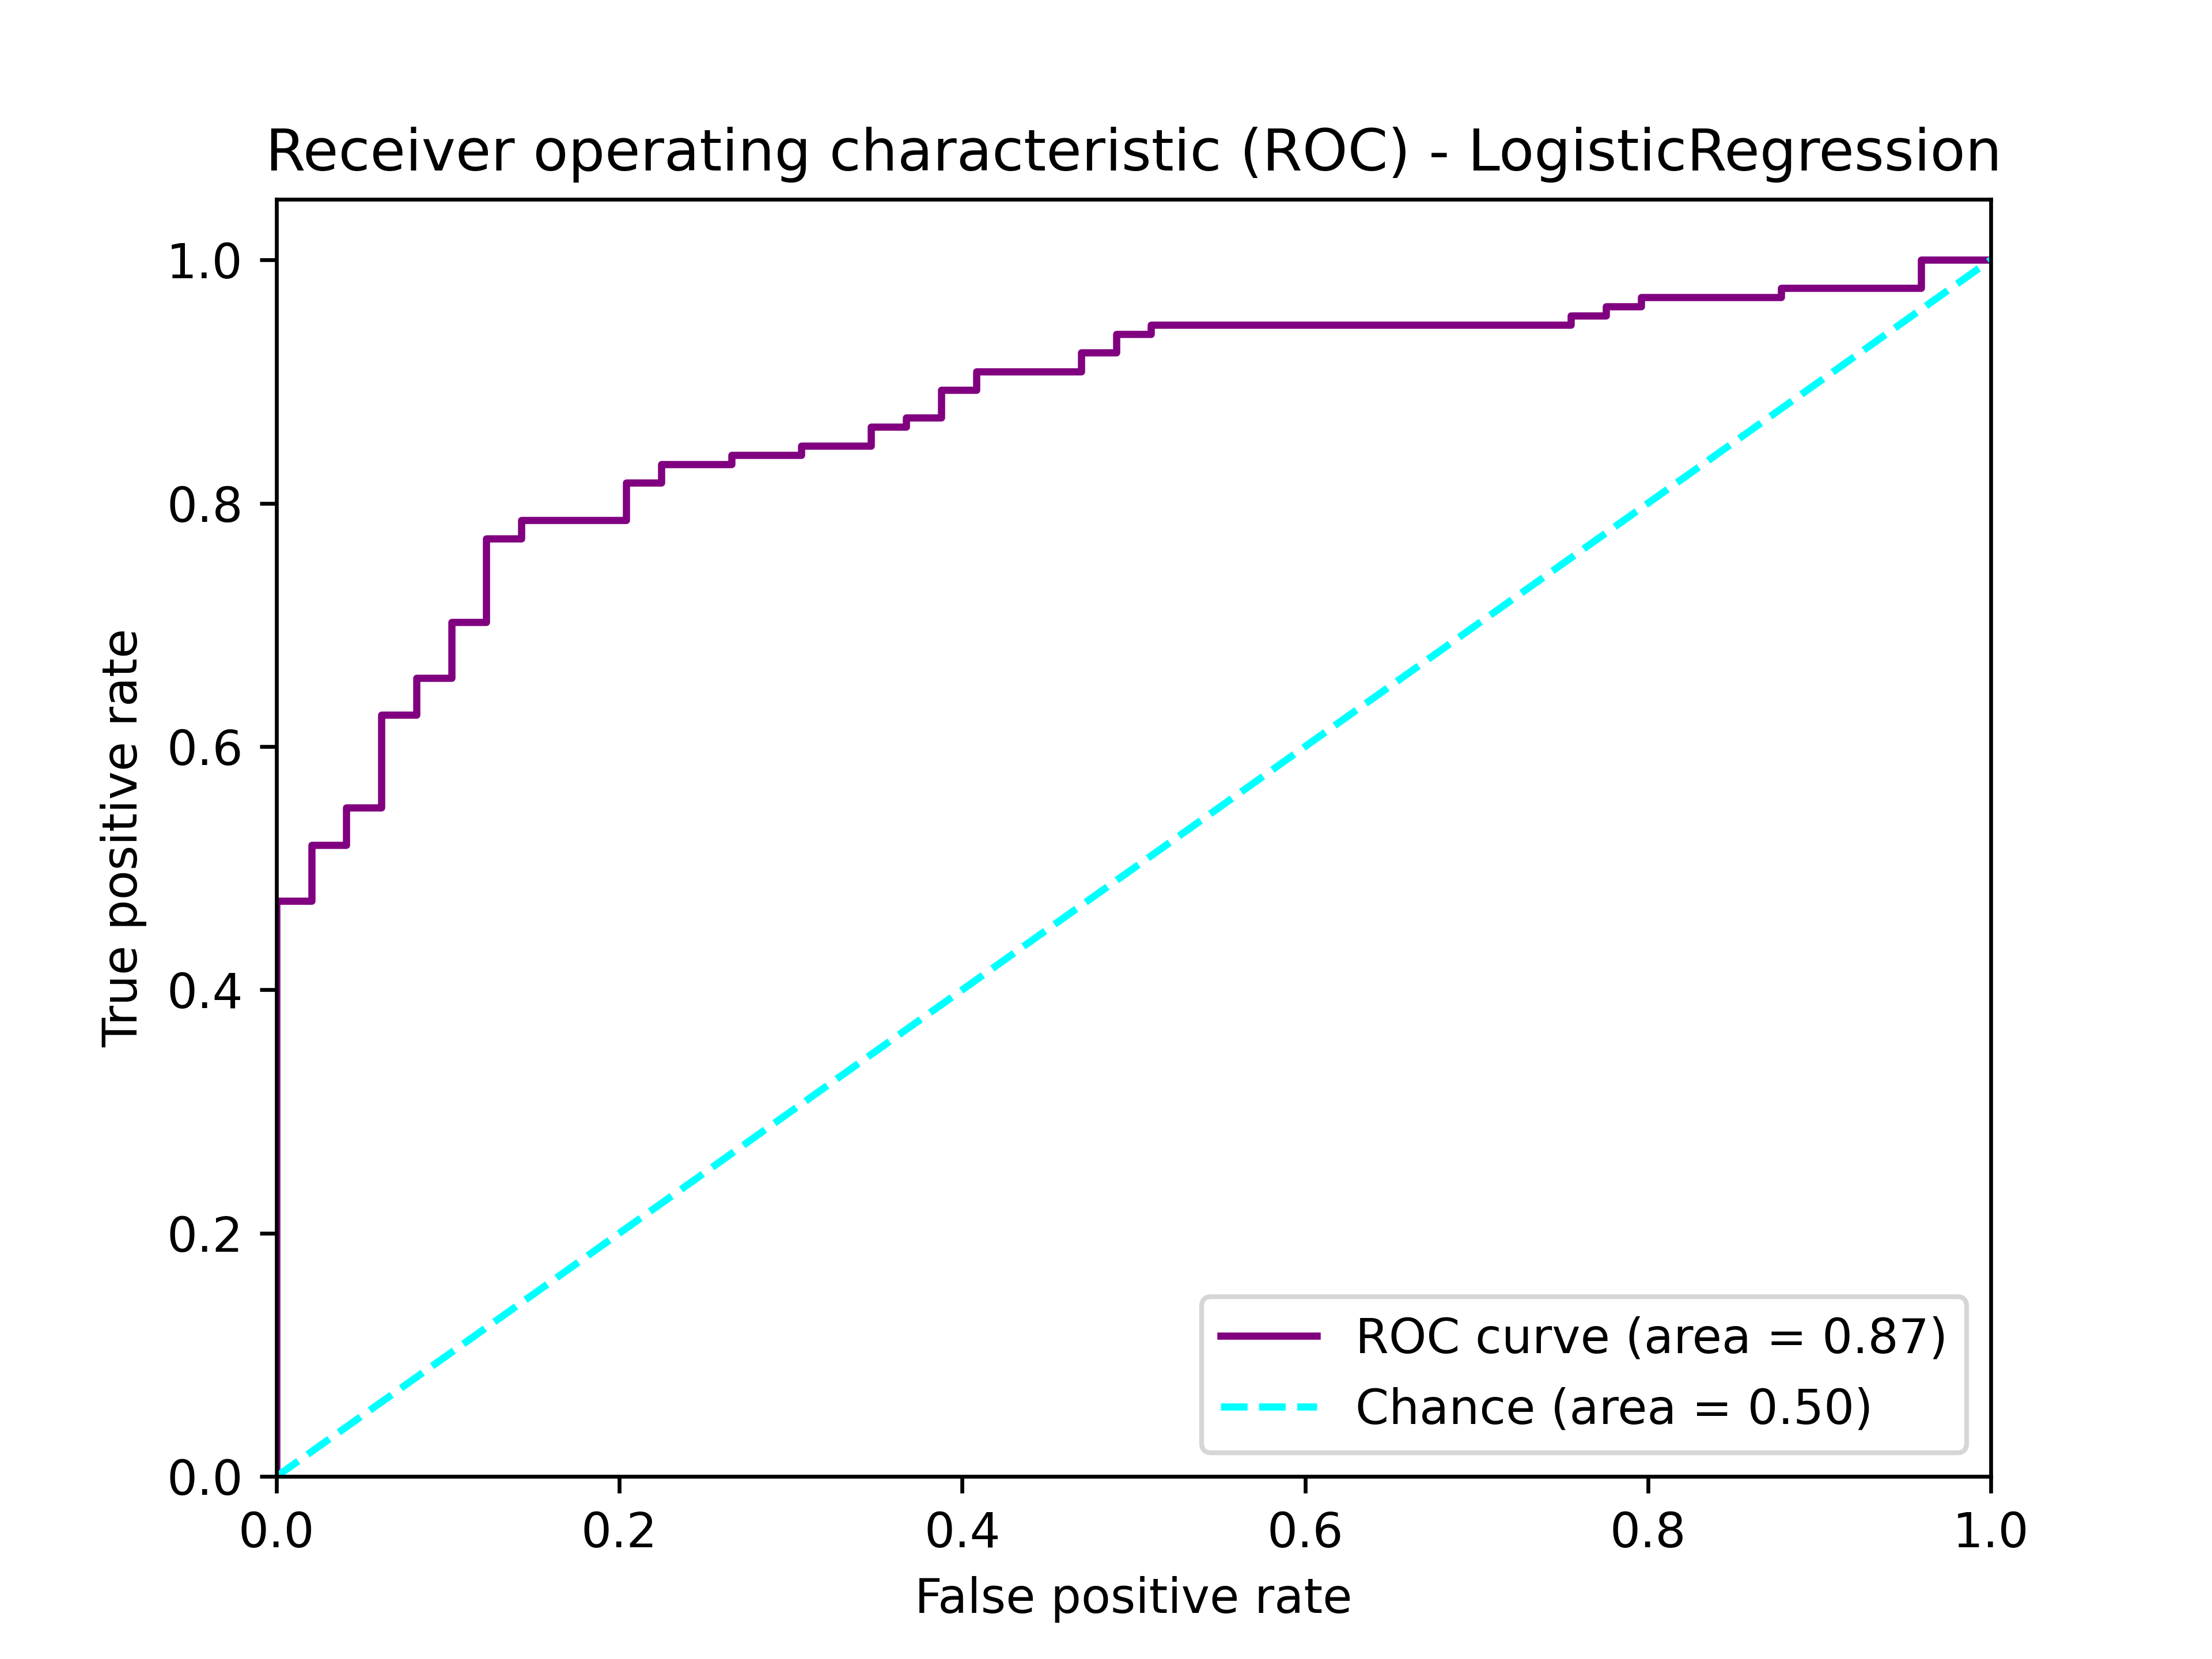 Receiver operating characteristic (ROC) - LogisticRegression
1.0
0.8
0.6
0.4
0.2
0.0
True positive rate
0.0 0.2 0.4 0.6 0.8 1.0
False positive rate
ROC curve (area = 0.87)
Chance (area = 0.50)